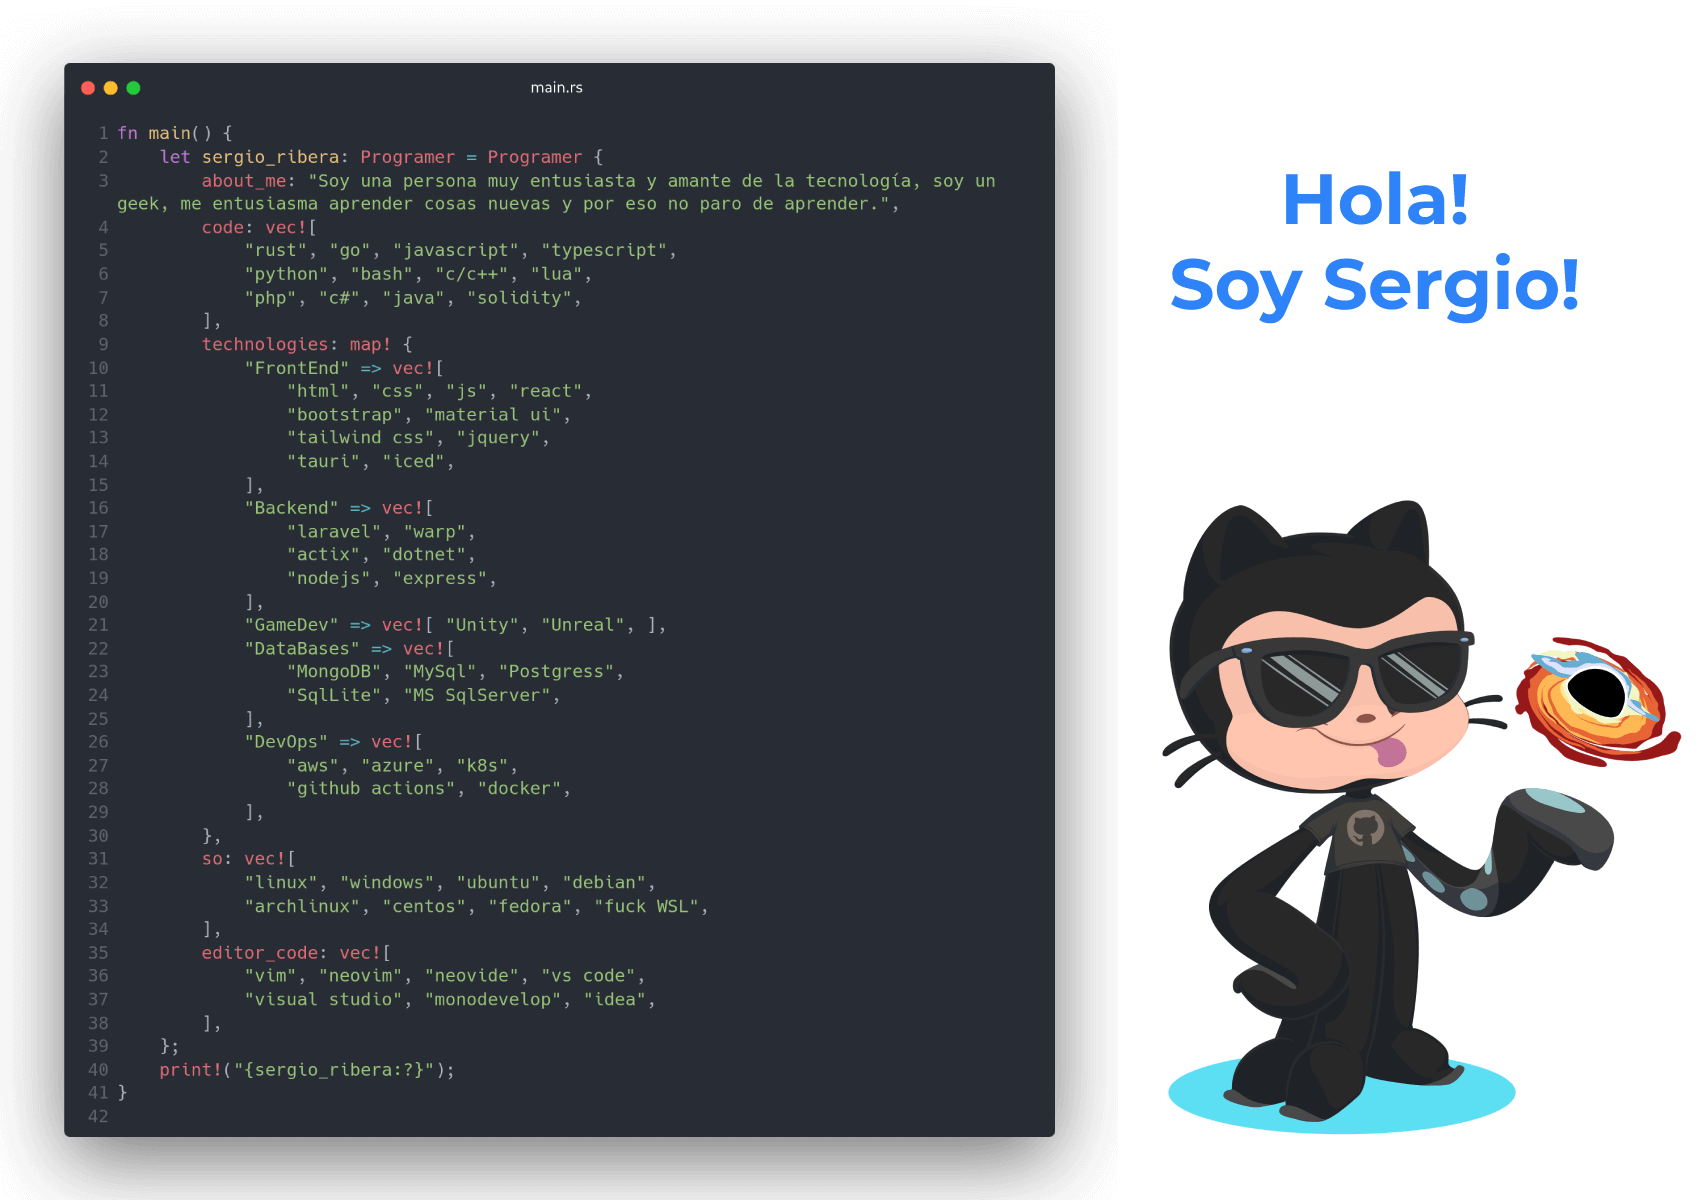 main.rs
1 fn main() {
2     let sergio_ribera: Programer = Programer {
3         about_me: "Soy una persona muy entusiasta y amante de la tecnología, soy un
geek, me entusiasma aprender cosas nuevas y por eso no paro de aprender.",
4         code: vec![
5             "rust", "go", "javascript", "typescript",
6             "python", "bash", "c/c++", "lua",
7             "php", "c#", "java", "solidity",
8         ],
9         technologies: map! {
10             "FrontEnd" => vec![
11                 "html", "css", "js", "react",
12                 "bootstrap", "material ui",
13                 "tailwind css", "jquery",
14                 "tauri", "iced",
15             ],
16             "Backend" => vec![
17                 "laravel", "warp",
18                 "actix", "dotnet",
19                 "nodejs", "express",
20             ],
21             "GameDev" => vec![ "Unity", "Unreal", ],
22             "DataBases" => vec![
23                 "MongoDB", "MySql", "Postgress",
24                 "SqlLite", "MS SqlServer",
25             ],
26             "DevOps" => vec![
27                 "aws", "azure", "k8s",
28                 "github actions", "docker",
29             ],
30         },
31         so: vec![
32             "linux", "windows", "ubuntu", "debian",
33             "archlinux", "centos", "fedora", "fuck WSL",
34         ],
35         editor_code: vec![
36             "vim", "neovim", "neovide", "vs code",
37             "visual studio", "monodevelop", "idea",
38         ],
39     };
40     print!("{sergio_ribera:?}");
41 }
42
Hola!
Soy Sergio!